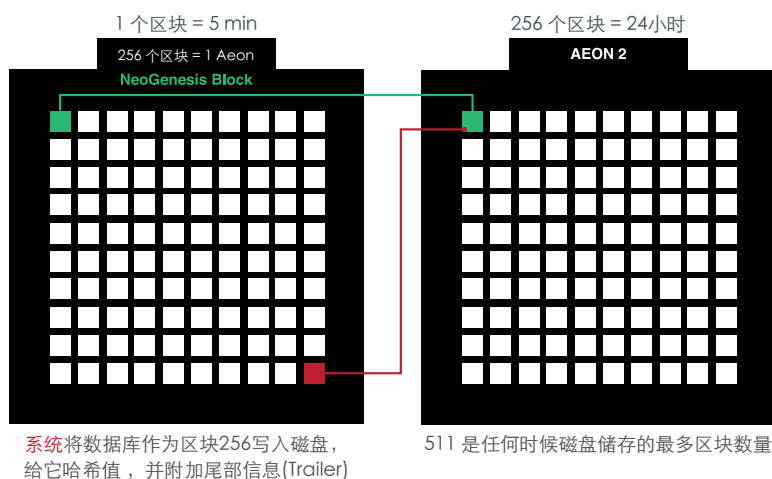 1 个区块 = 5 min
256 个区块 = 1 Aeon
NeoGenesis Block
系统将数据库作为区块256写入磁盘，
给它哈希值 ，并附加尾部信息(Trailer)
256 个区块 = 24小时
AEON 2
511 是任何时候磁盘储存的最多区块数量